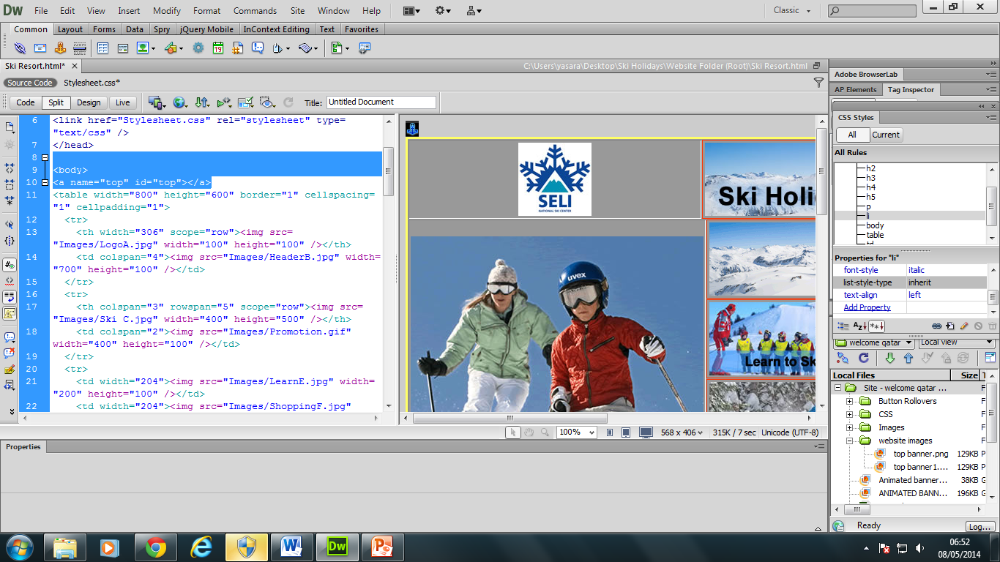 Dw File Edit View Insert Modify Format Commands Site Window Help Classic
Common Layout Forms Data Spry jQuery Mobile InContext Editing Text Favorites
19
Ski Resort.html* C:\Users\yasara\Desktop\Ski Holidays\Website Folder (Root)\Ski Resort.html
Source Code Stylesheet.css*
Code Split Design Live Title: Untitled Document
6 <link href="Stylesheet.css" rel="stylesheet" type=
"text/css" />
7 </head>
8
9 <body>
10 <a name="top" id="top"></a>
11 <table width="800" height="600" border="1" cellspacing=
"1" cellpadding="1">
12 <tr>
13 <th width="306" scope="row"><img src=
"Images/LogoA.jpg" width="100" height="100" /></th>
14 <td colspan="4"><img src="Images/HeaderB.jpg" width=
"700" height="100" /></td>
15 </tr>
16 <tr>
17 <th colspan="3" rowspan="5" scope="row"><img src=
"Images/Ski C.jpg" width="400" height="500" /></th>
18 <td colspan="2"><img src="Images/Promotion.gif"
width="400" height="100" /></td>
19 </tr>
20 <tr>
21 <td width="204"><img src="Images/LearnE.jpg" width=
"200" height="100" /></td>
22 <td width="204"><img src="Images/ShoppingF.jpg"
SELI
NATIONAL SKI CENTER
Ski Holi
uvex
Learn to Sk
100% 568 x 406 315K / 7 sec Unicode (UTF-8)
Properties
Adobe BrowserLab
AP Elements Tag Inspector
CSS Styles
All Current
All Rules
h2
h3
h4
h5
p
li
body
table
td
Properties for "li"
font-style italic
list-style-type inherit
text-align left
Add Property
welcome qatar Local view
Local Files Size T
Site - welcome qatar ... F
Button Rollovers F
CSS F
Images F
website images F
top banner.png 129KB P
top banner1.... 129KB P
Animated banner... 38KB G
ANIMATED BANN... 196KB G
Ready Log...
Dw
06:52
08/05/2014